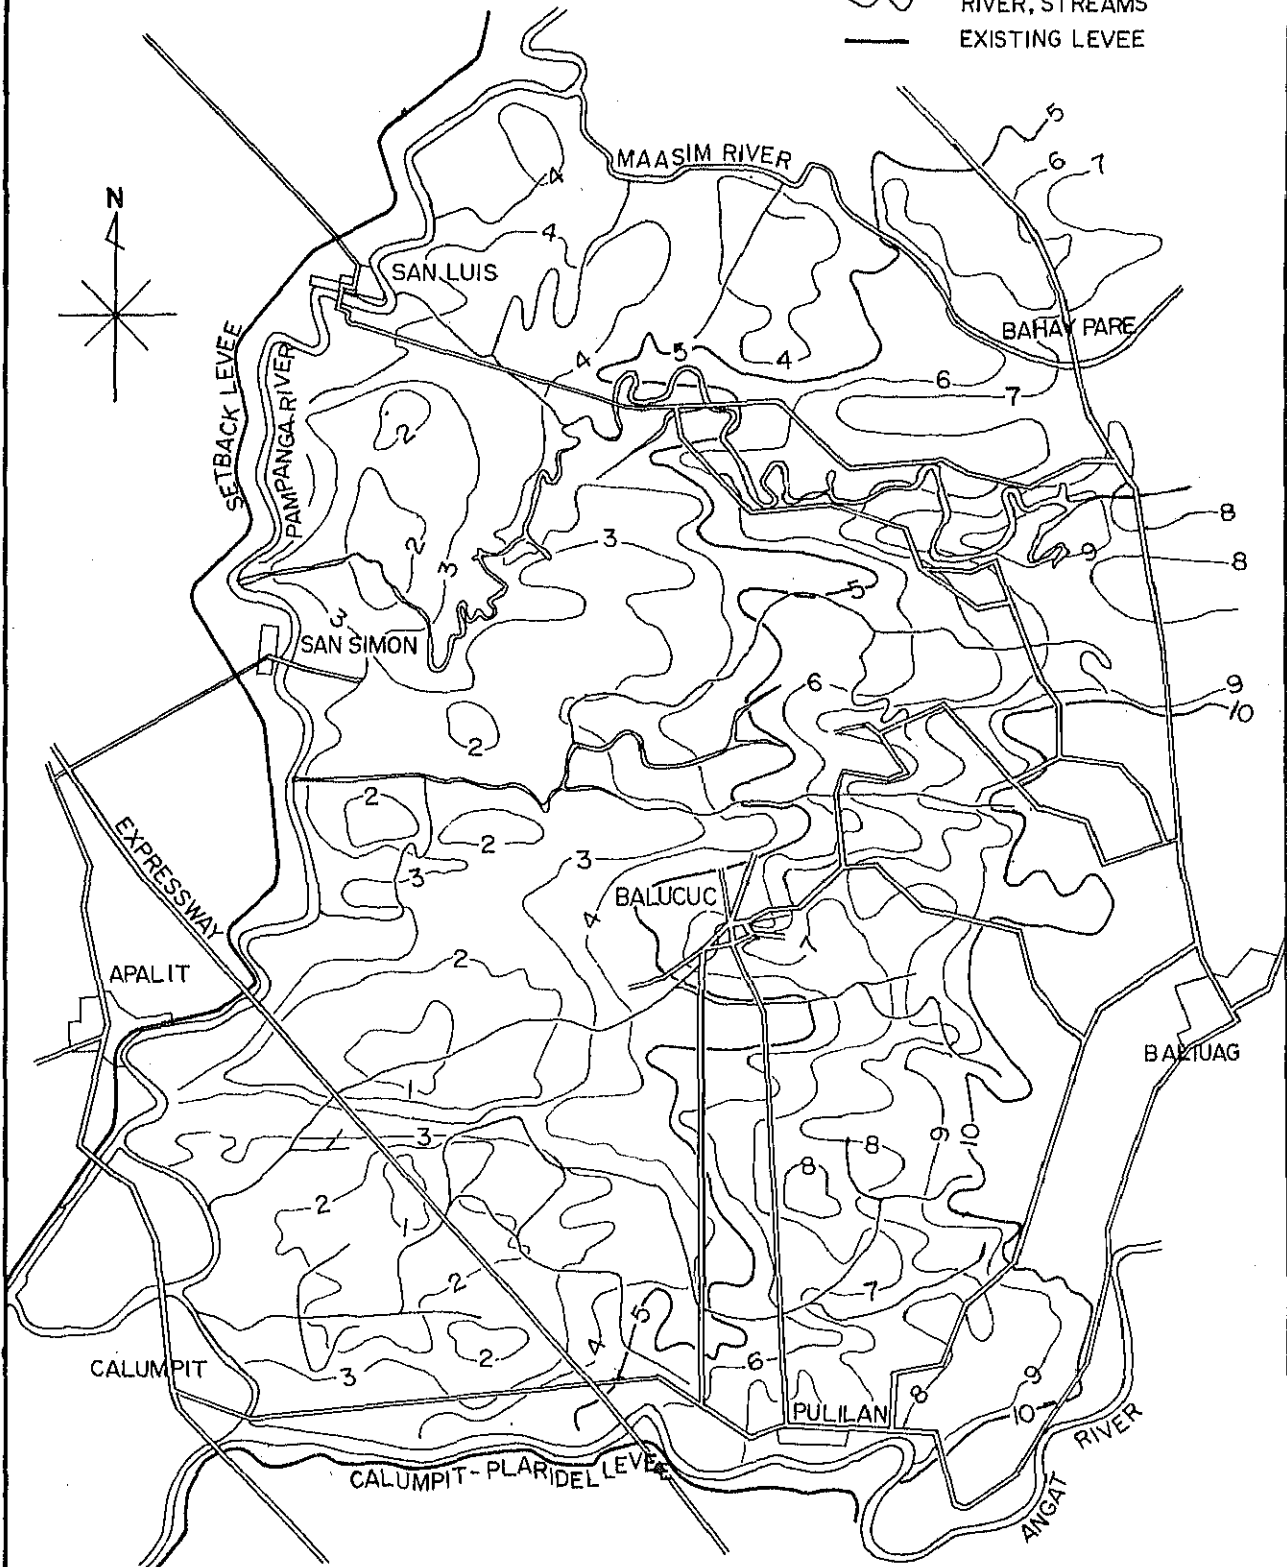 RIVER, STREAMS
EXISTING LEVEE
5
6
7
MAASIM RIVER
4
N
4
SAN LUIS
BAHAY PARE
SETBACK LEVEE
PAMPANGA RIVER
4
5
4
6
7
2
8
2
3
3
9
8
5
3
SAN SIMON
6
9
10
2
2
EXPRESSWAY
2
3
3
BALUCUC
4
7
2
APALIT
BALIUAG
1
3
8
9
10
8
2
1
2
7
5
4
2
6
CALUMPIT
3
9
8
10
PULILAN
ANGAT RIVER
CALUMPIT-PLARIDEL LEVEE